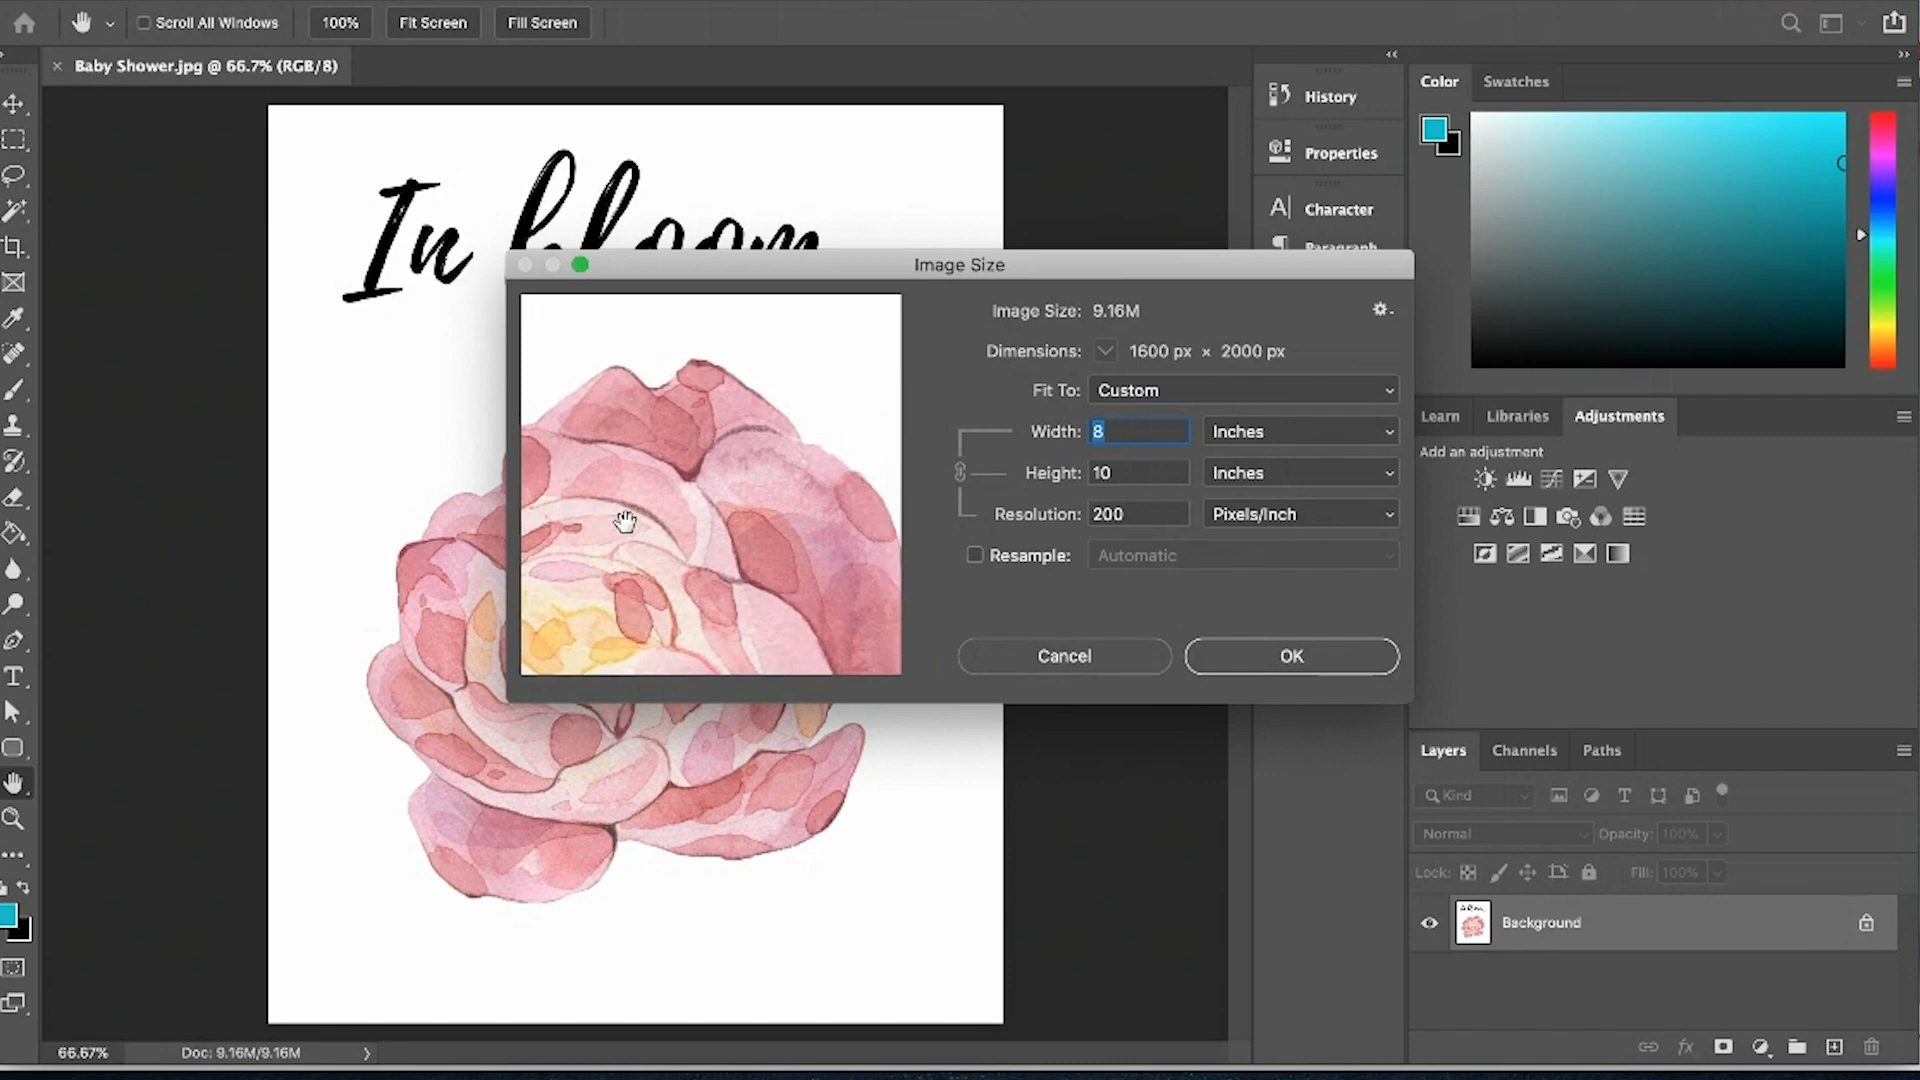 Scroll All Windows 100% Fit Screen Fill Screen
Baby Shower.jpg @ 66.7% (RGB/8)
In bloom
History
Properties
Character
Paragraph
Color Swatches
Image Size
Image Size: 9.16M
Dimensions: 1600 px × 2000 px
Fit To: Custom
Width: 8 Inches
Height: 10 Inches
Resolution: 200 Pixels/Inch
Resample: Automatic
Cancel OK
Learn Libraries Adjustments
Add an adjustment
Layers Channels Paths
Kind
Normal Opacity: 100%
Lock: Fill: 100%
Background
fx
66.67% Doc: 9.16M/9.16M